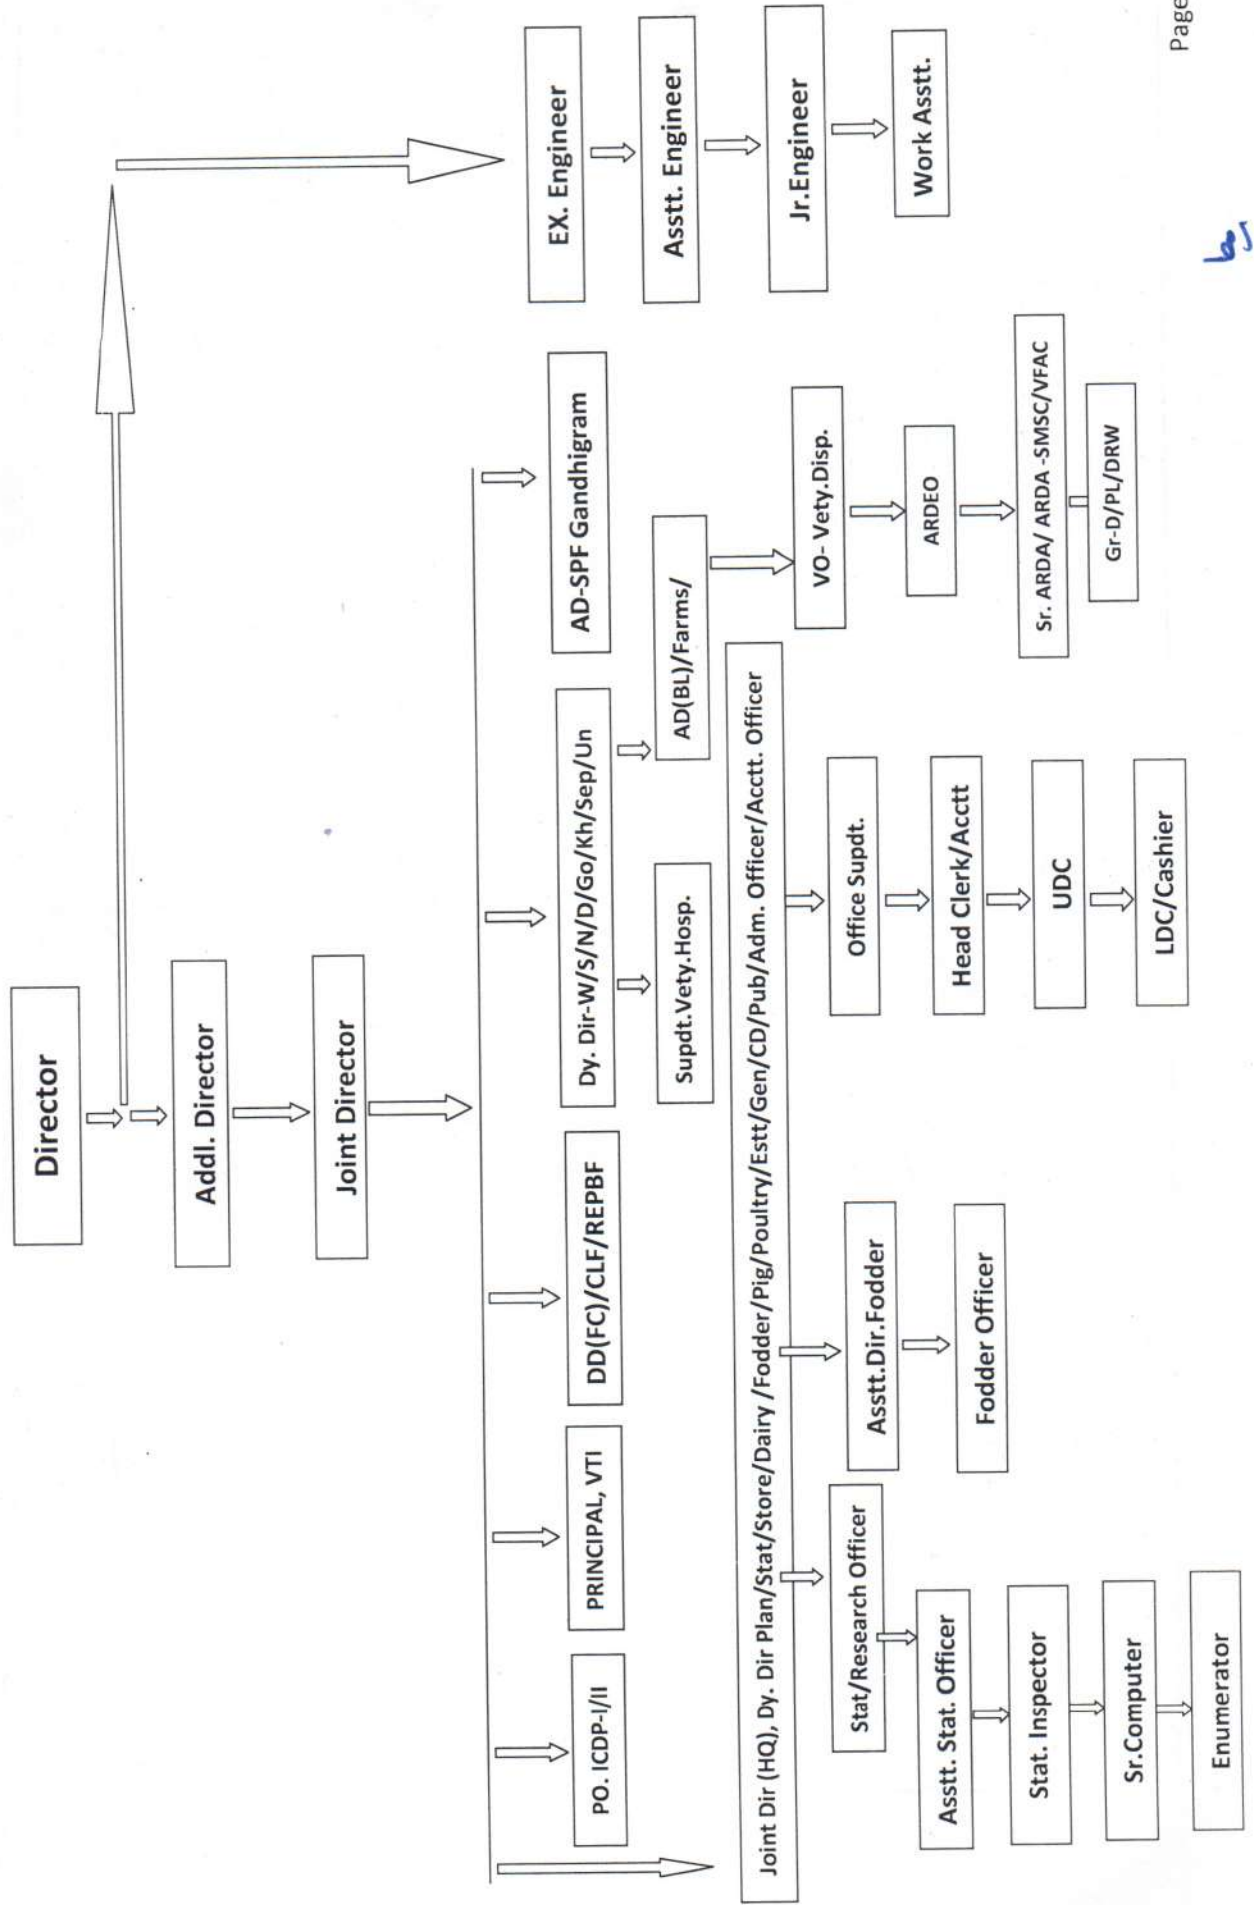 Director
Addl. Director
Joint Director
EX. Engineer
Asstt. Engineer
Jr.Engineer
Work Asstt.
PO. ICDP-I/II
PRINCIPAL, VTI
DD(FC)/CLF/REPBF
Dy. Dir-W/S/N/D/Go/Kh/Sep/Un
AD-SPF Gandhigram
Supdt.Vety.Hosp.
AD(BL)/Farms/
Joint Dir (HQ), Dy. Dir Plan/Stat/Store/Dairy /Fodder/Pig/Poultry/Estt/Gen/CD/Pub/Adm. Officer/Acctt. Officer
Stat/Research Officer
Asstt. Stat. Officer
Stat. Inspector
Sr.Computer
Enumerator
Asstt.Dir.Fodder
Fodder Officer
Office Supdt.
Head Clerk/Acctt
UDC
LDC/Cashier
VO- Vety.Disp.
ARDEO
Sr. ARDA/ ARDA -SMSC/VFAC
Gr-D/PL/DRW
Page